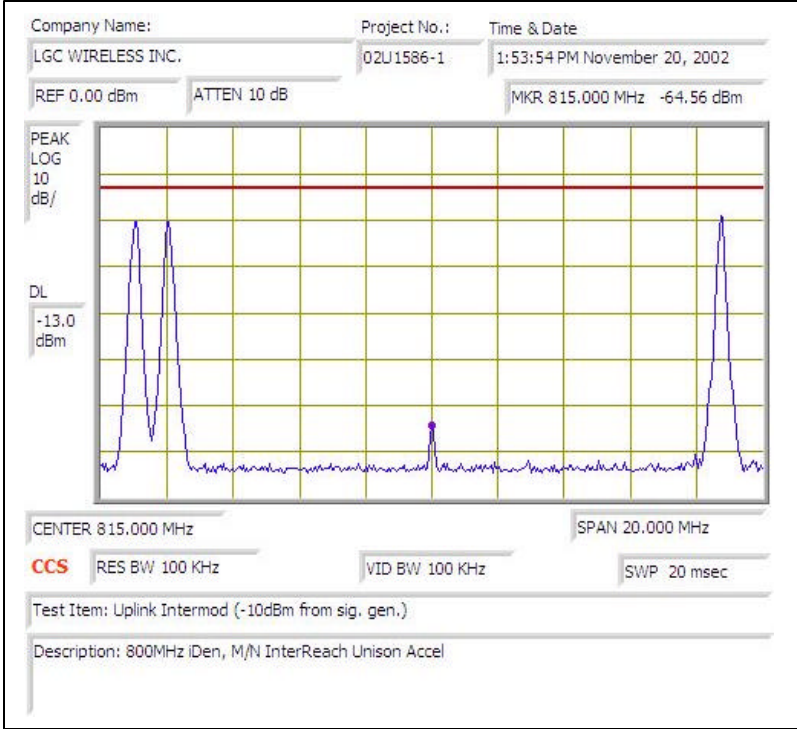 Company Name: Project No.: Time & Date
LGC WIRELESS INC. 02U1586-1 1:53:54 PM November 20, 2002
REF 0.00 dBm ATTEN 10 dB MKR 815.000 MHz -64.56 dBm
PEAK
LOG
10
dB/
DL
-13.0
dBm
CENTER 815.000 MHz SPAN 20.000 MHz
CCS RES BW 100 KHz VID BW 100 KHz SWP 20 msec
Test Item: Uplink Intermod (-10dBm from sig. gen.)
Description: 800MHz iDen, M/N InterReach Unison Accel